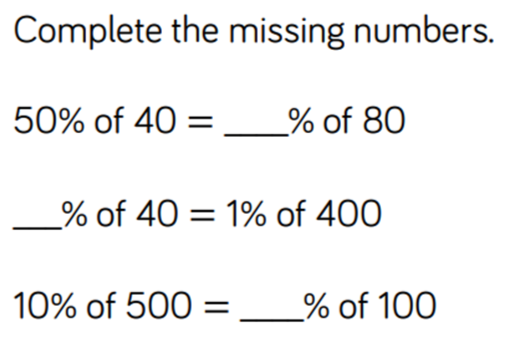 Complete the missing numbers.
50% of 40 = ____% of 80
___% of 40 = 1% of 400
10% of 500 = ____% of 100